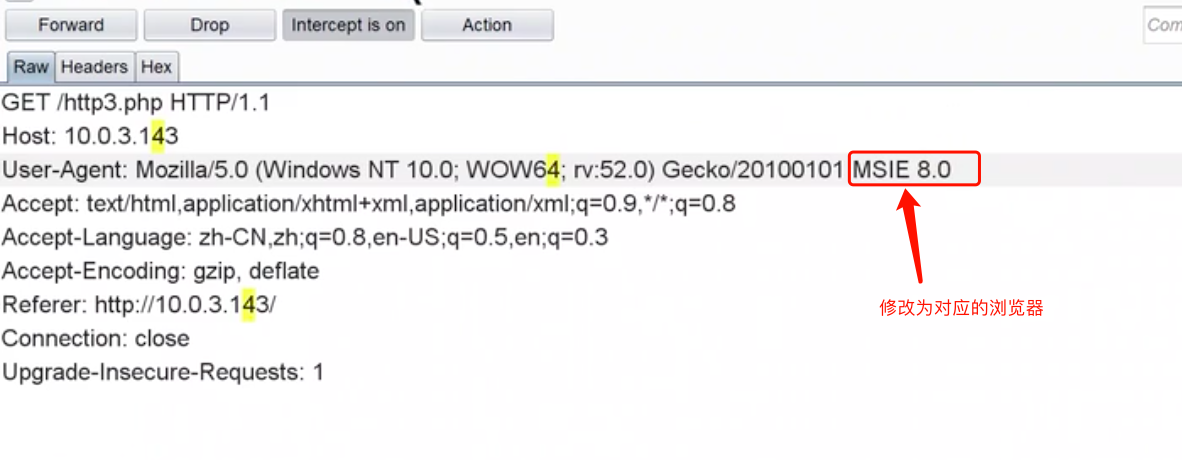 Forward Drop Intercept is on Action Com
Raw Headers Hex
GET /http3.php HTTP/1.1
Host: 10.0.3.143
User-Agent: Mozilla/5.0 (Windows NT 10.0; WOW64; rv:52.0) Gecko/20100101 MSIE 8.0
Accept: text/html,application/xhtml+xml,application/xml;q=0.9,*/*;q=0.8
Accept-Language: zh-CN,zh;q=0.8,en-US;q=0.5,en;q=0.3
Accept-Encoding: gzip, deflate
Referer: http://10.0.3.143/
修改为对应的浏览器
Connection: close
Upgrade-Insecure-Requests: 1